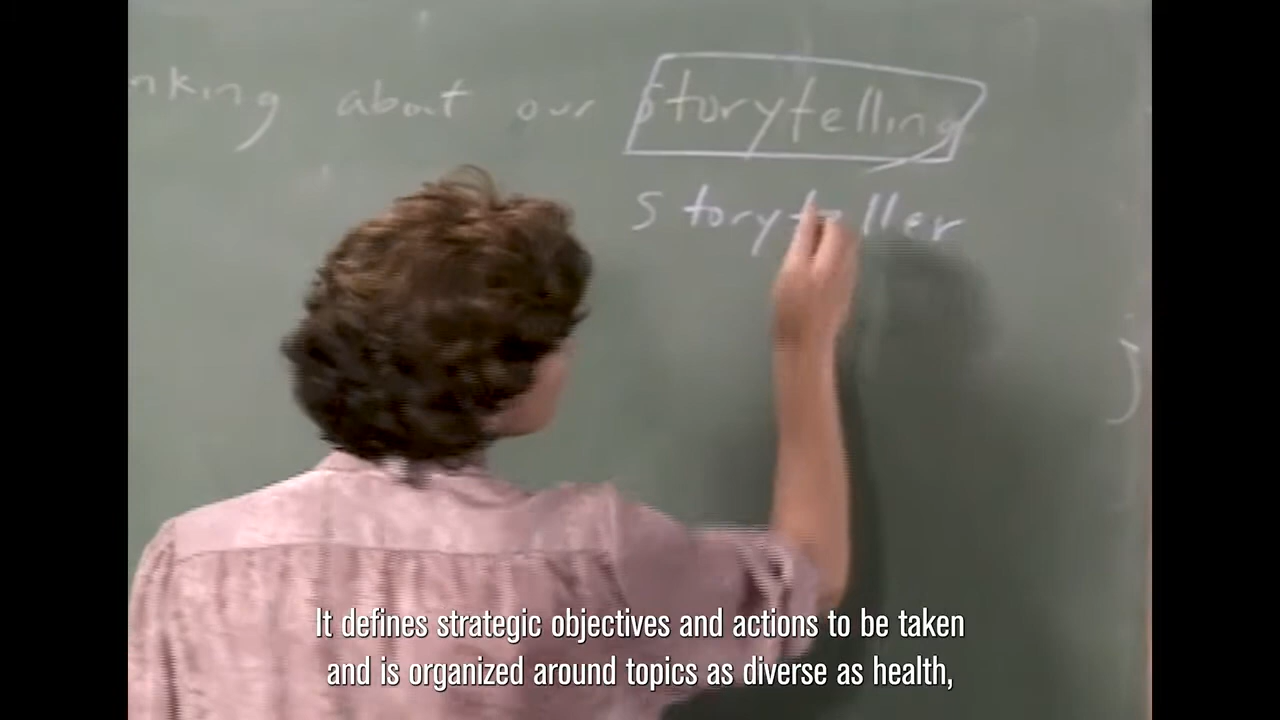 nking about our storytelling
storyteller
It defines strategic objectives and actions to be taken
and is organized around topics as diverse as health,